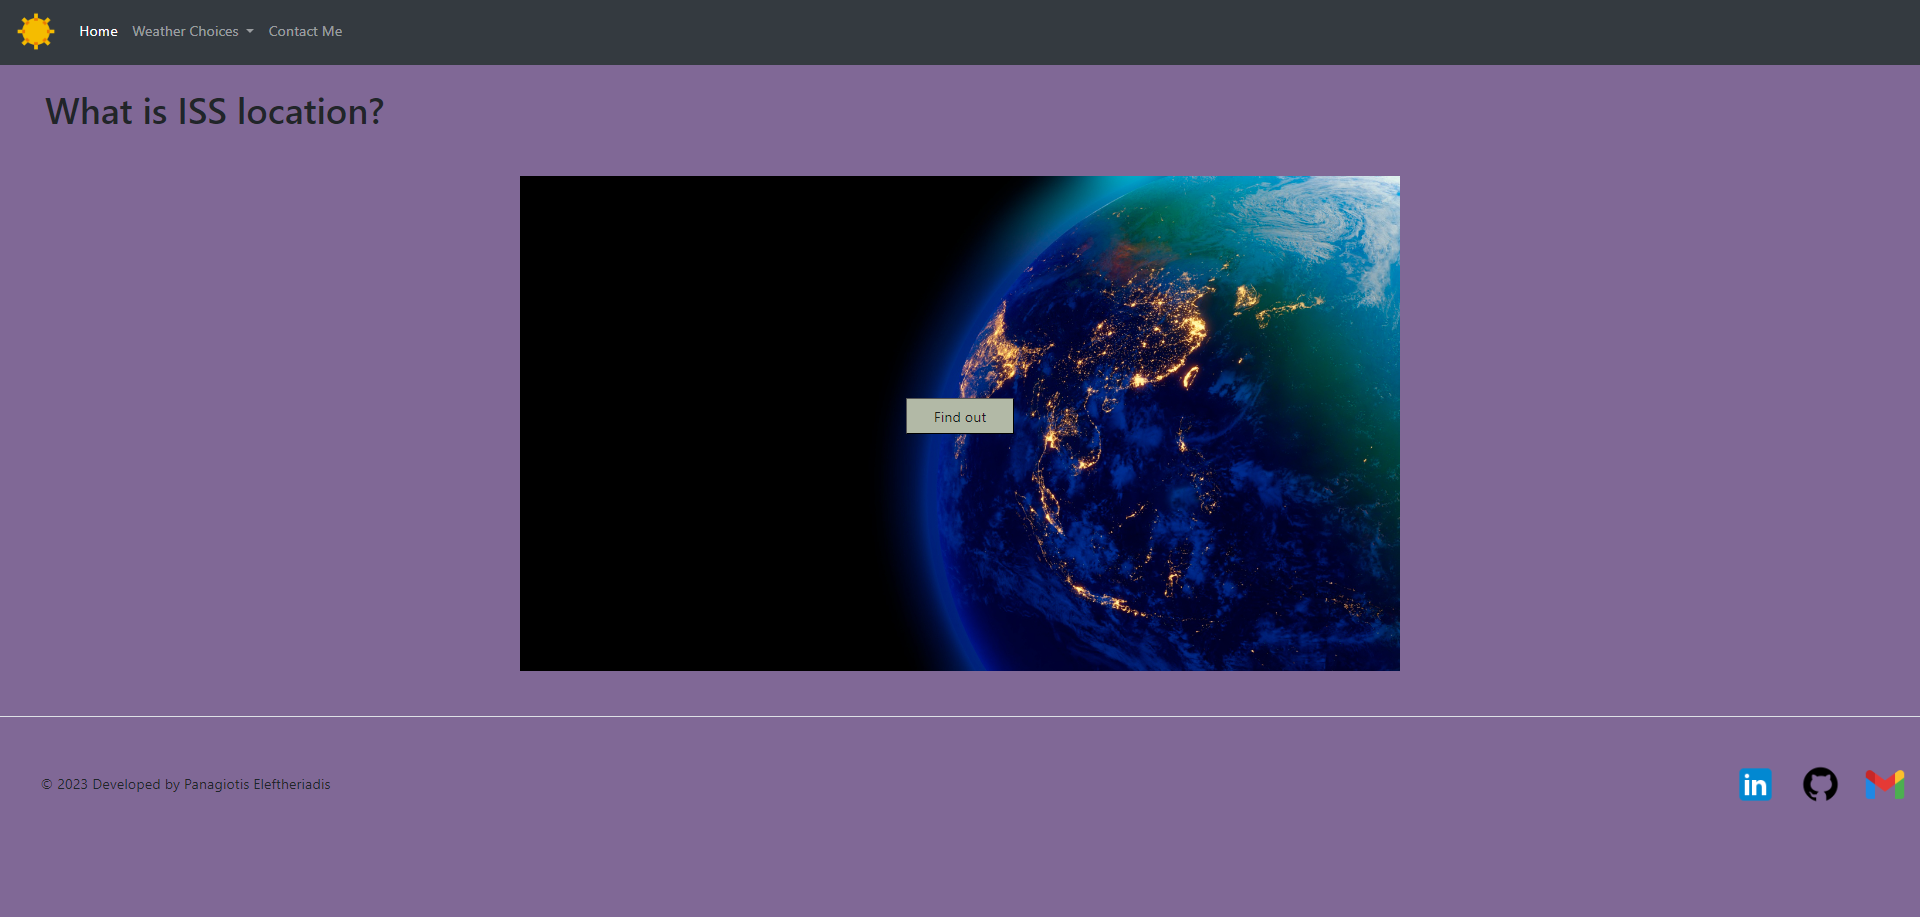 Home Weather Choices Contact Me
What is ISS location?
Find out
© 2023 Developed by Panagiotis Eleftheriadis
in